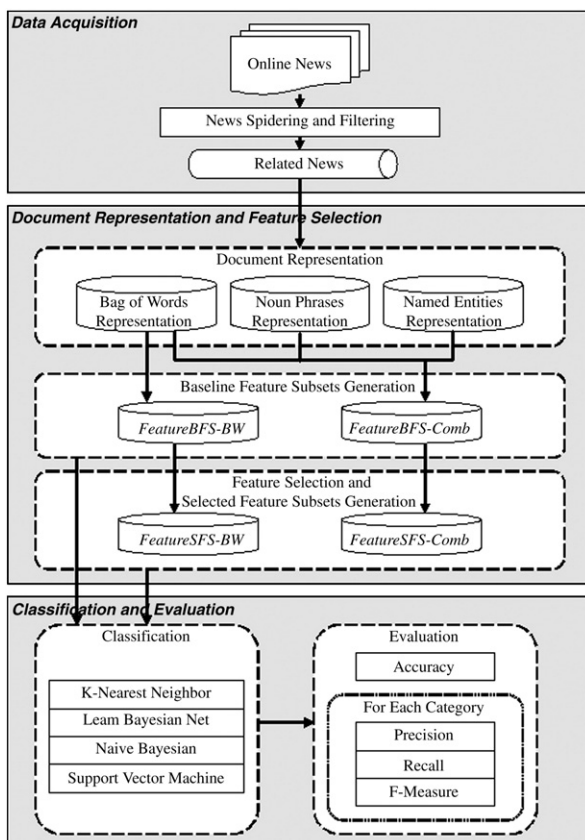 Data Acquisition
Online News
News Spidering and Filtering
Related News
Document Representation and Feature Selection
Document Representation
Bag of Words
Representation
Noun Phrases
Representation
Named Entities
Representation
Baseline Feature Subsets Generation
FeatureBFS-BW
FeatureBFS-Comb
Feature Selection and
Selected Feature Subsets Generation
FeatureSFS-BW
FeatureSFS-Comb
Classification and Evaluation
Classification
K-Nearest Neighbor
Leam Bayesian Net
Naive Bayesian
Support Vector Machine
Evaluation
Accuracy
For Each Category
Precision
Recall
F-Measure